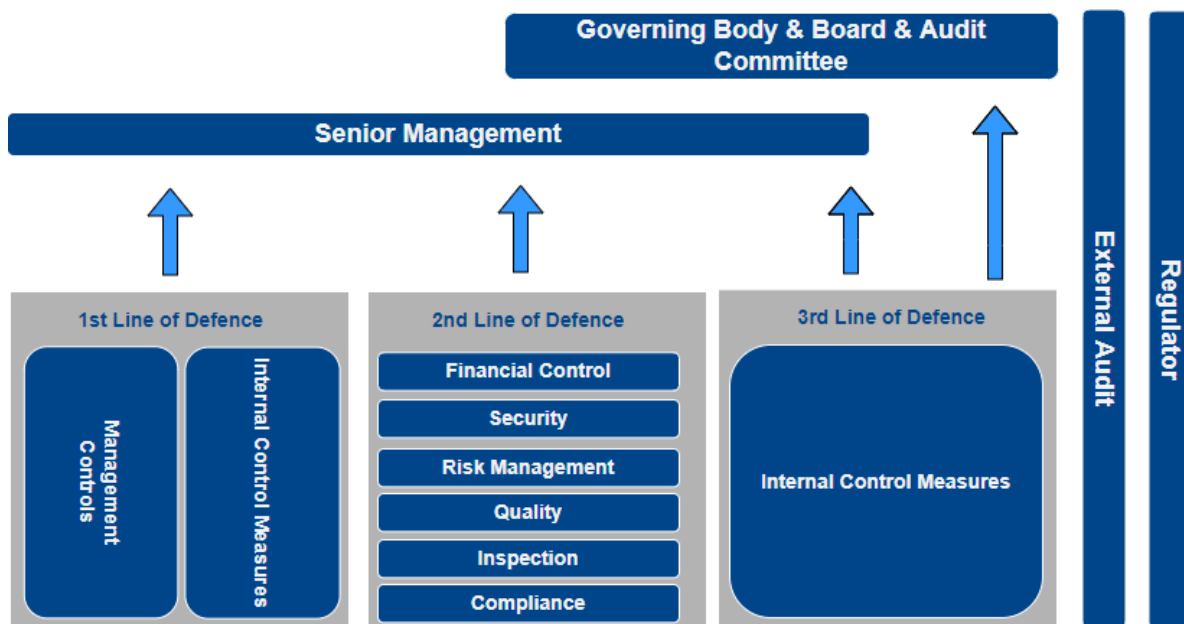 Governing Body & Board & Audit
Committee
Senior Management
1st Line of Defence
Management
Controls
Internal Control Measures
2nd Line of Defence
Financial Control
Security
Risk Management
Quality
Inspection
Compliance
3rd Line of Defence
Internal Control Measures
External Audit
Regulator